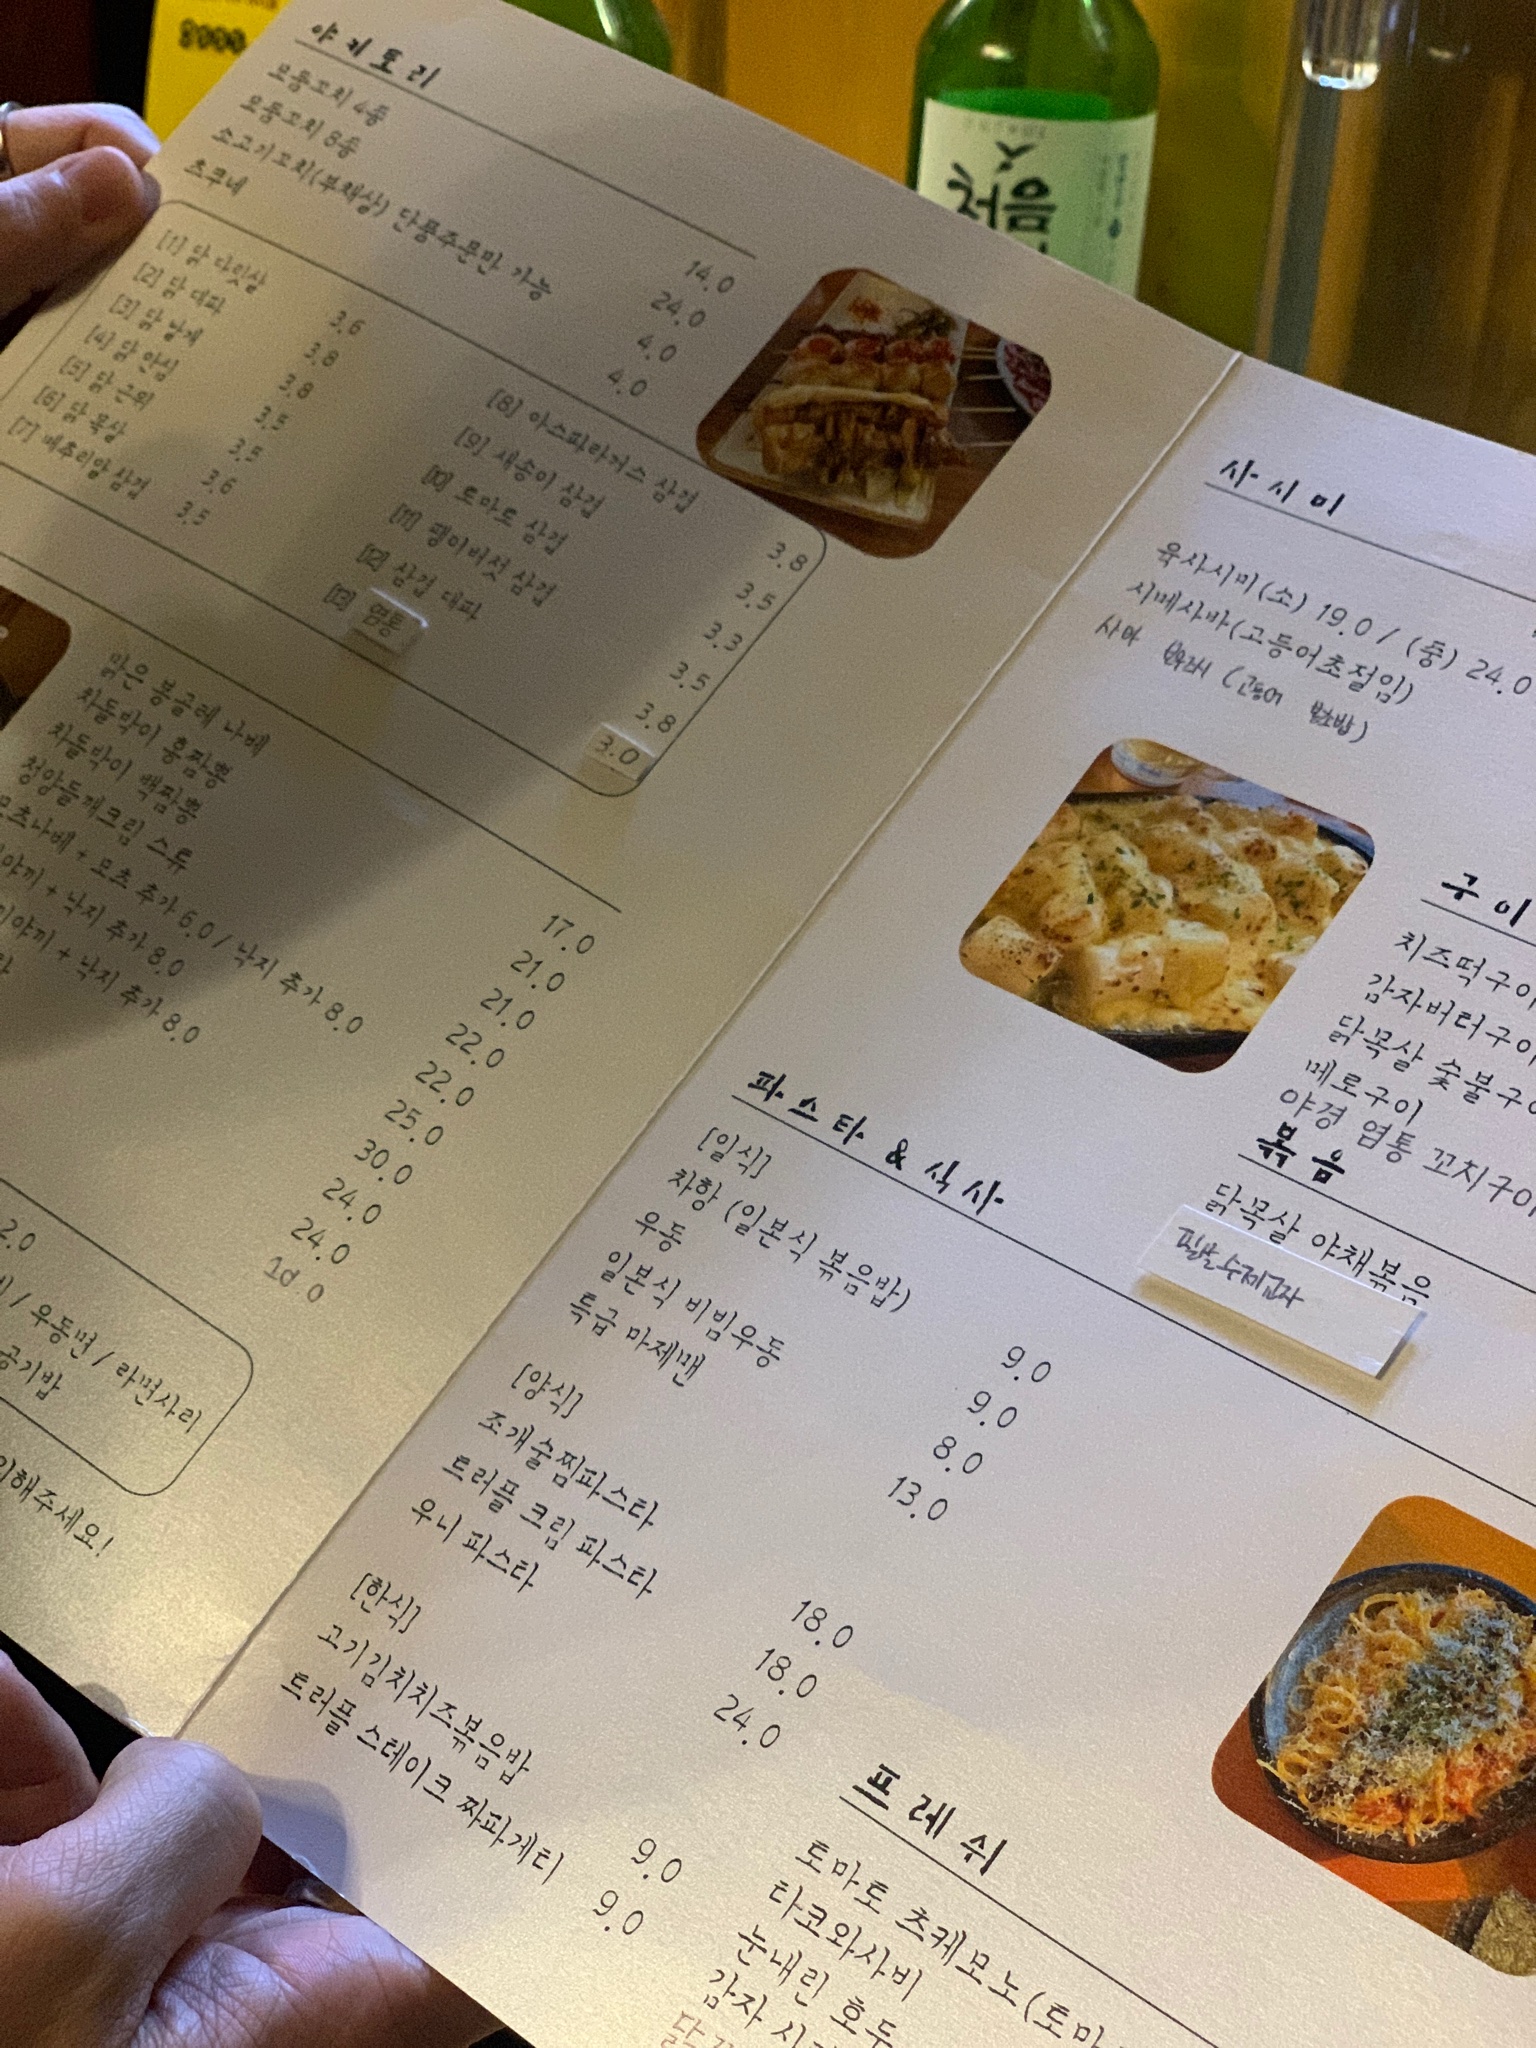 8000
처음
야키토리
모듬꼬치 4종 14.0
모듬꼬치 8종 24.0
소고기꼬치(부채살) 단품주문만 가능 4.0
츠쿠네 4.0
[1] 닭 다릿살 3.6
[2] 닭 대파 3.8
[3] 닭 날개 3.8
[4] 닭 안심 3.5
[5] 닭 근위 3.5
[6] 닭 목살 3.6
[7] 메추리알 삼겹 3.5
[8] 아스파라거스 삼겹 3.8
[9] 새송이 삼겹 3.5
[10] 토마토 삼겹 3.3
[11] 팽이버섯 삼겹 3.5
[12] 삼겹 대파 3.8
[13] 염통 3.0
맑은 봉골레 나베 17.0
차돌박이 홍짬뽕 21.0
차돌박이 백짬뽕 21.0
청양들깨크림 스튜 22.0
모츠나베 + 모츠 추가 6.0 / 낙지 추가 8.0 22.0
야끼 + 낙지 추가 8.0 25.0
야끼 + 낙지 추가 8.0 30.0
24.0
24.0
1d.0
2.0
/ 우동면 / 라면사리
공기밥
해주세요!
사시미
육사시미(소) 19.0 / (중) 24.0
시메사바(고등어초절임)
사바 보우즈시 (고등어 봉초밥)
구이
치즈떡구이
감자버터구이
닭목살 숯불구이
메로구이
야경 염통 꼬치구이
볶음
닭목살 야채볶음
필살수제교자
파스타 & 식사
[일식]
차항 (일본식 볶음밥) 9.0
우동 9.0
일본식 비빔우동 8.0
특급 마제맨 13.0
[양식]
조개술찜파스타 18.0
트러플 크림 파스타 18.0
우니 파스타 24.0
[한식]
고기김치치즈볶음밥 9.0
트러플 스테이크 짜파게티 9.0
프레쉬
토마토 츠케모노(토마
타코와사비
눈내린 호두
감자